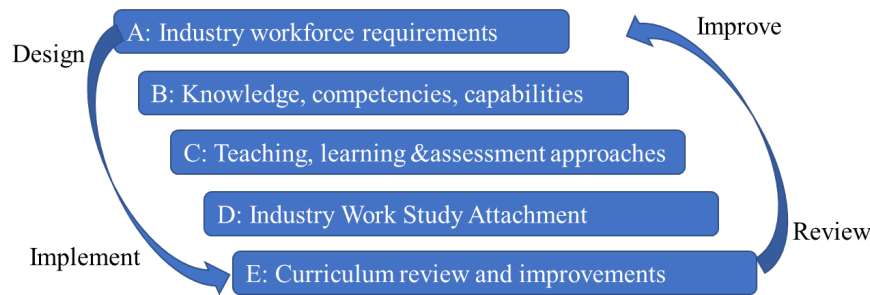 Improve
A: Industry workforce requirements
Design
B: Knowledge, competencies, capabilities
C: Teaching, learning &assessment approaches
D: Industry Work Study Attachment
Review
Implement
E: Curriculum review and improvements